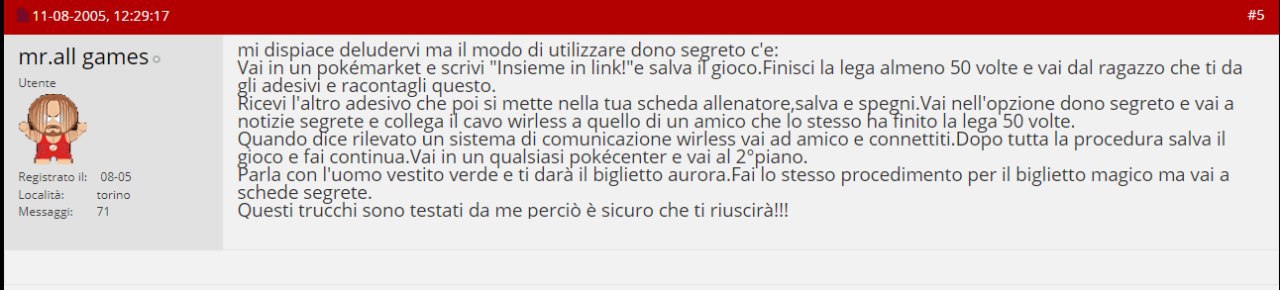 11-08-2005, 12:29:17 #5
mr.all games
Utente
Registrato il: 08-05
Località: torino
Messaggi: 71
mi dispiace deludervi ma il modo di utilizzare dono segreto c'e:
Vai in un pokémarket e scrivi "Insieme in link!"e salva il gioco.Finisci la lega almeno 50 volte e vai dal ragazzo che ti da
gli adesivi e racontagli questo.
Ricevi l'altro adesivo che poi si mette nella tua scheda allenatore,salva e spegni.Vai nell'opzione dono segreto e vai a
notizie segrete e collega il cavo wirless a quello di un amico che lo stesso ha finito la lega 50 volte.
Quando dice rilevato un sistema di comunicazione wirless vai ad amico e connettiti.Dopo tutta la procedura salva il
gioco e fai continua.Vai in un qualsiasi pokécenter e vai al 2°piano.
Parla con l'uomo vestito verde e ti darà il biglietto aurora.Fai lo stesso procedimento per il biglietto magico ma vai a
schede segrete.
Questi trucchi sono testati da me perciò è sicuro che ti riuscirà!!!